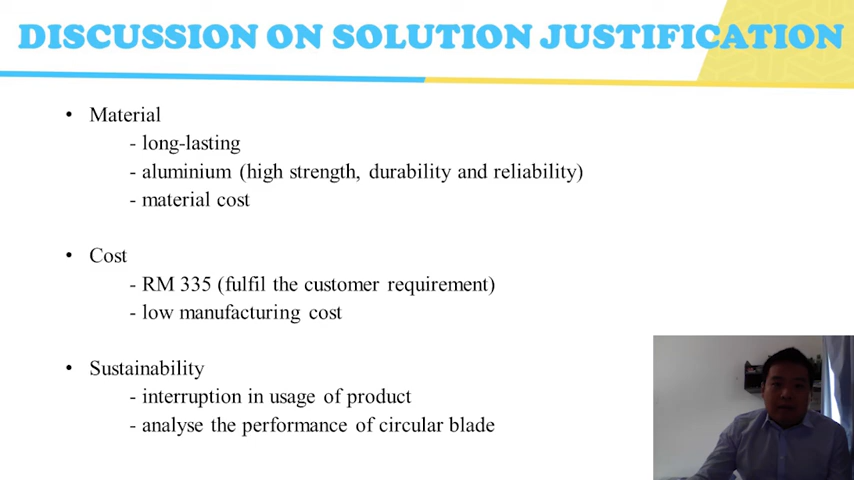 DISCUSSION ON SOLUTION JUSTIFICATION
• Material
- long-lasting
- aluminium (high strength, durability and reliability)
- material cost
• Cost
- RM 335 (fulfil the customer requirement)
- low manufacturing cost
• Sustainability
- interruption in usage of product
- analyse the performance of circular blade